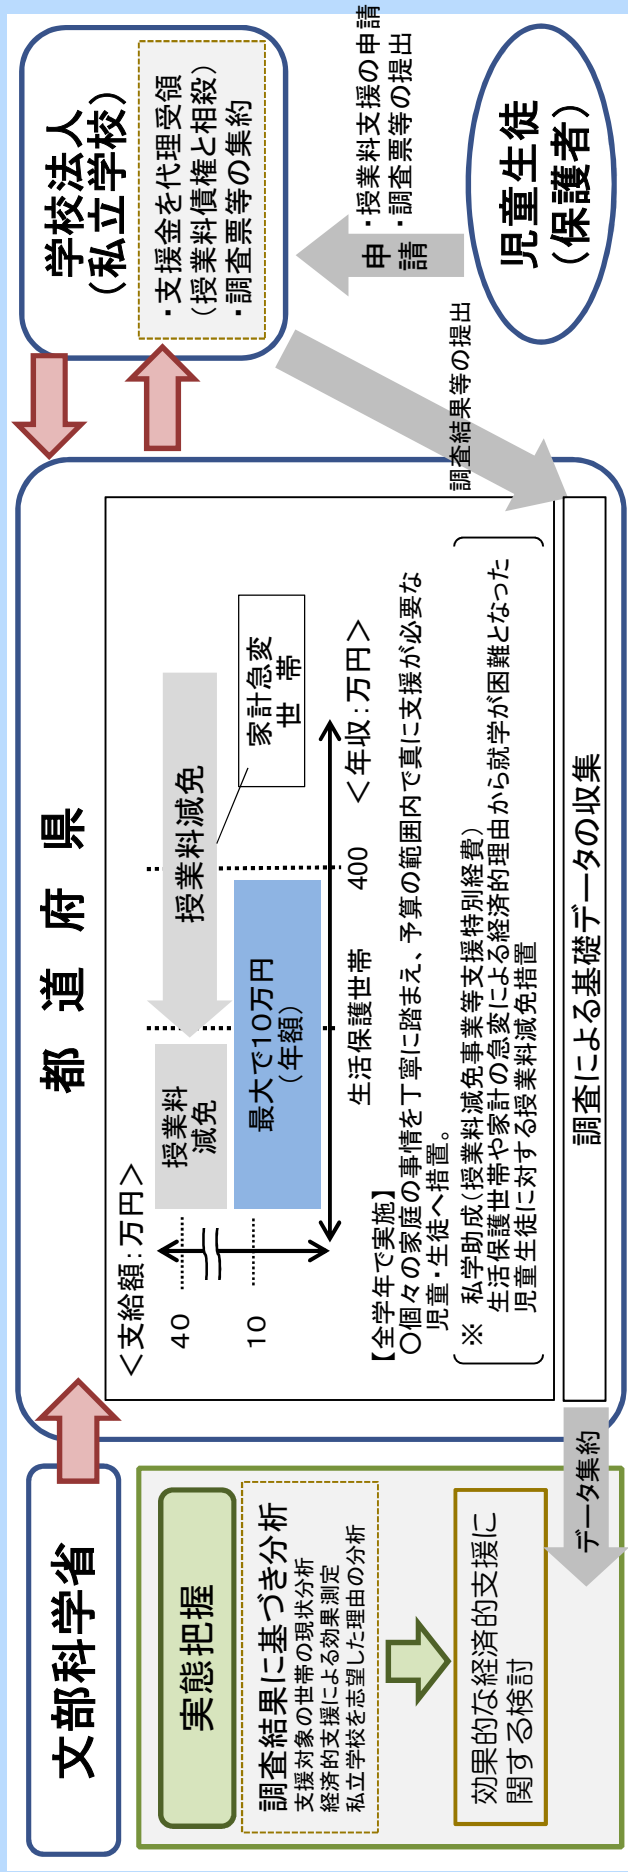 文部科学省
実態把握
調査結果に基づき分析
支援対象の世帯の現状分析
経済的支援による効果測定
私立学校を志望した理由の分析
効果的な経済的支援に
関する検討
データ集約
都道府県
＜支給額：万円＞
40
10
授業料
減免
授業料減免
最大で10万円
（年額）
家計急変
世　帯
生活保護世帯
400
＜年収：万円＞
【全学年で実施】
〇個々の家庭の事情を丁寧に踏まえ、予算の範囲内で真に支援が必要な
児童・生徒へ措置。
※　私学助成（授業料減免事業等支援特別経費）
生活保護世帯や家計の急変による経済的理由から就学が困難となった
児童生徒に対する授業料減免措置
調査による基礎データの収集
学校法人
（私立学校）
・支援金を代理受領
（授業料債権と相殺）
・調査票等の集約
調査結果等の提出
申請
・授業料支援の申請
・調査票等の提出
児童生徒
（保護者）